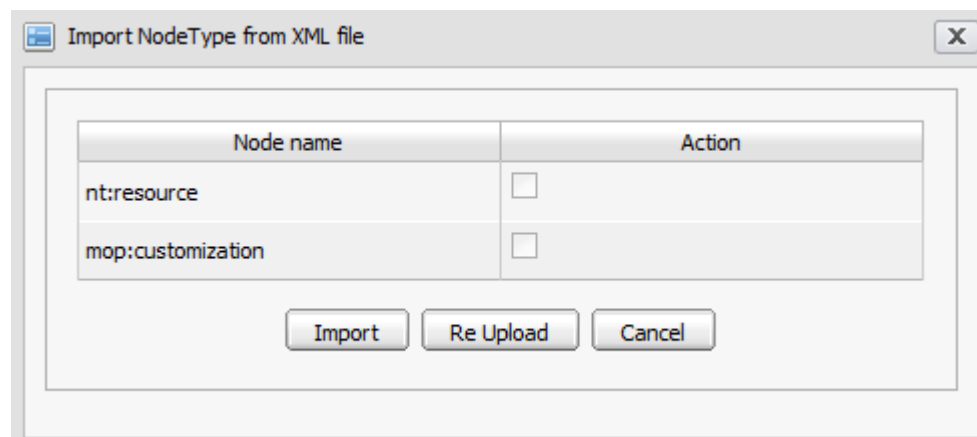 Import NodeType from XML file
X
Node name Action
nt:resource
mop:customization
Import Re Upload Cancel